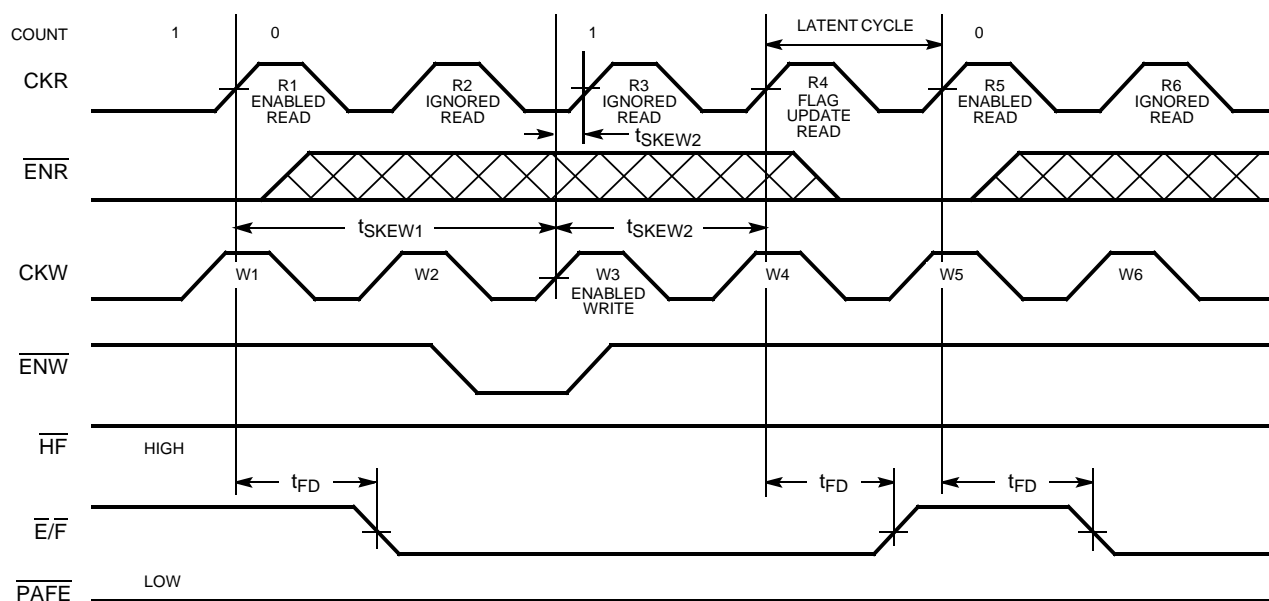 COUNT 1 0 1 LATENT CYCLE 0
CKR R1 ENABLED READ R2 IGNORED READ R3 IGNORED READ R4 FLAG UPDATE READ R5 ENABLED READ R6 IGNORED READ
tSKEW2
ENR
tSKEW1 tSKEW2
CKW W1 W2 W3 ENABLED WRITE W4 W5 W6
ENW
HF HIGH
tFD tFD tFD
E/F
PAFE LOW